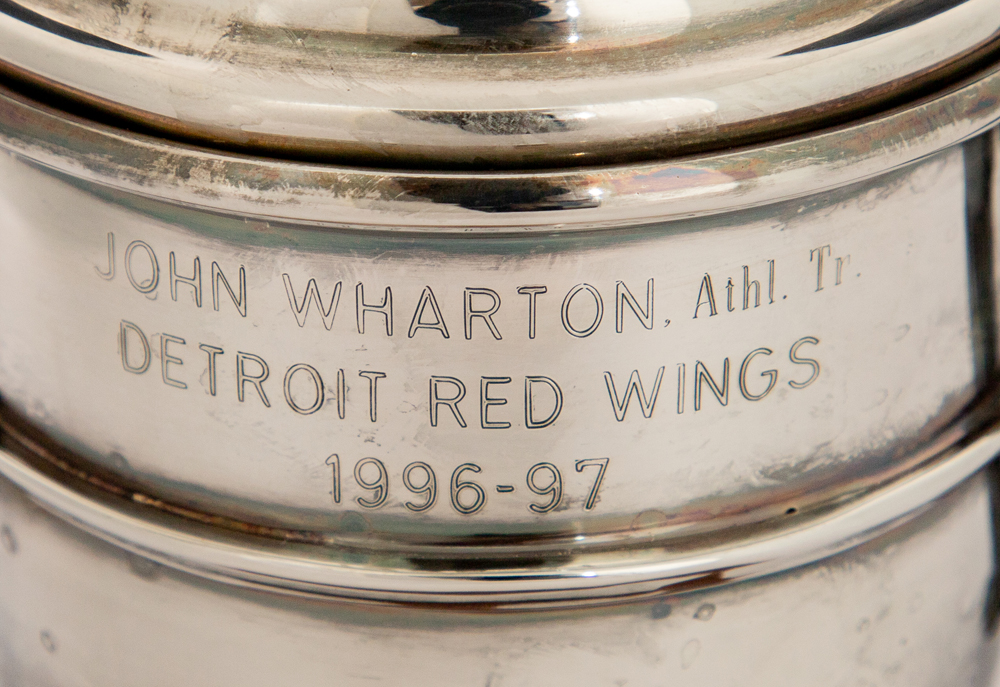 JOHN WHARTON, Athl. Tr.
DETROIT RED WINGS
1996-97